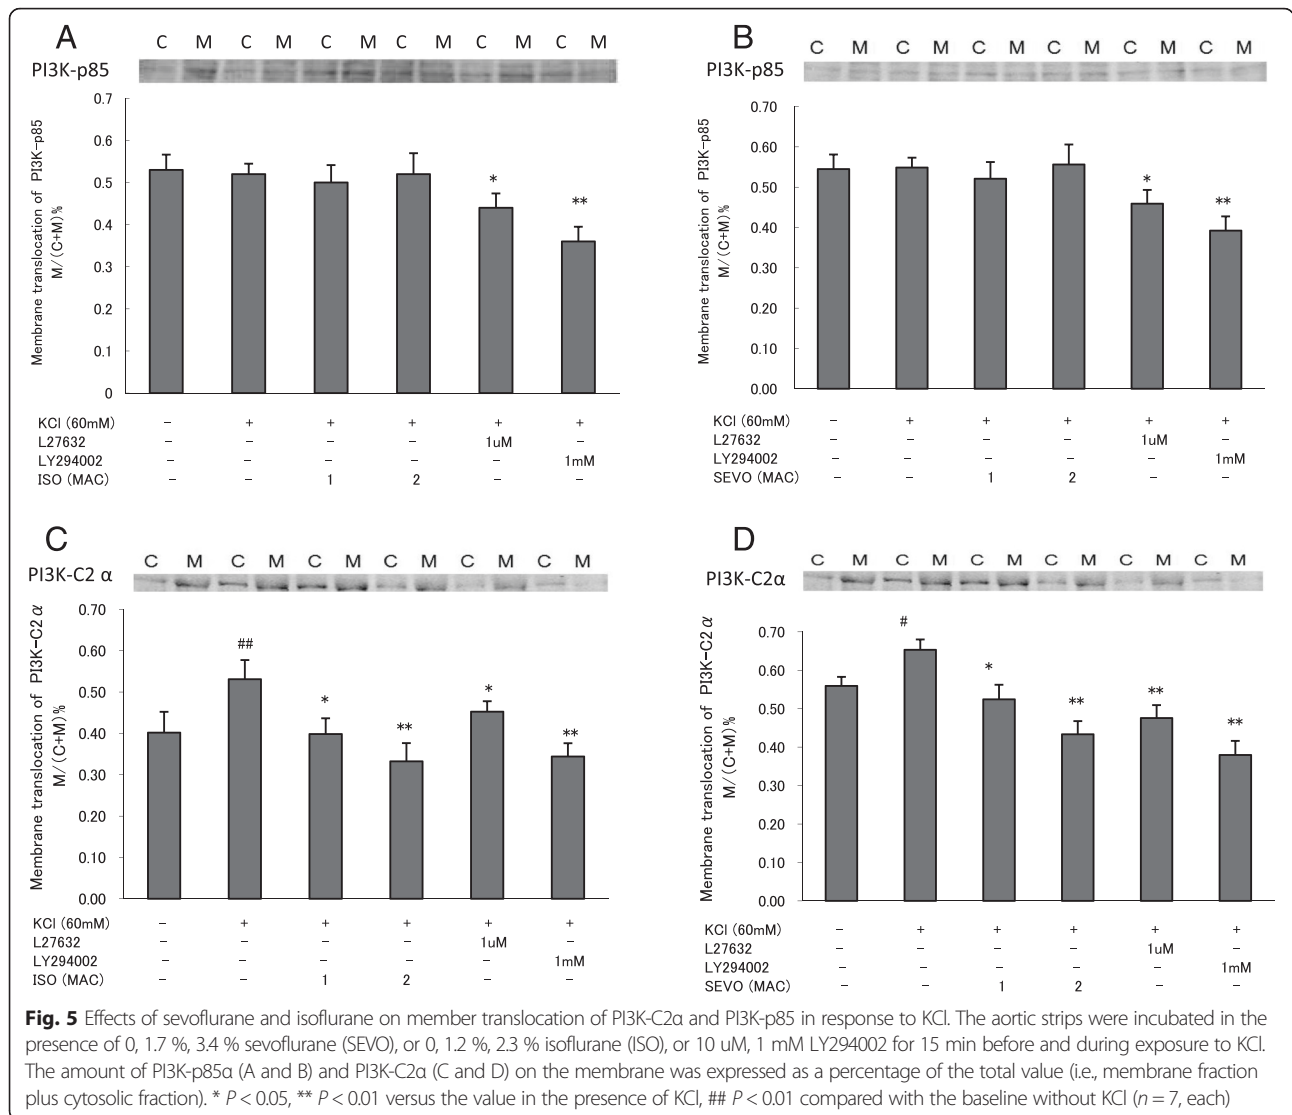 A
C M C M C M C M C M C M
PI3K-p85
0.7
0.6
0.5
0.4
0.3
0.2
0.1
0
Membrane translocation of PI3K-p85
M/(C+M)%
* **
KCl (60mM) - + + + + +
L27632 - - - - 1uM -
LY294002 - - - - - 1mM
ISO (MAC) - - 1 2 - -
B
C M C M C M C M C M C M
PI3K-p85
0.70
0.60
0.50
0.40
0.30
0.20
0.10
0.00
Membrane translocation of PI3K-p85
M/(C+M)%
* **
KCl (60mM) - + + + + +
L27632 - - - - 1uM -
LY294002 - - - - - 1mM
SEVO (MAC) - - 1 2 - -
C
C M C M C M C M C M C M
PI3K-C2 α
0.70
0.60
0.50
0.40
0.30
0.20
0.10
0.00
Membrane translocation of PI3K-C2α
M/(C+M)%
## * ** * **
KCl (60mM) - + + + + +
L27632 - - - - 1uM -
LY294002 - - - - - 1mM
ISO (MAC) - - 1 2 - -
D
C M C M C M C M C M C M
PI3K-C2α
0.70
0.60
0.50
0.40
0.30
0.20
0.10
0.00
Membrane translocation of PI3K-C2α
M/(C+M)%
# * ** ** **
KCl (60mM) - + + + + +
L27632 - - - - 1uM -
LY294002 - - - - - 1mM
SEVO (MAC) - - 1 2 - -
Fig. 5 Effects of sevoflurane and isoflurane on member translocation of PI3K-C2α and PI3K-p85 in response to KCl. The aortic strips were incubated in the
presence of 0, 1.7 %, 3.4 % sevoflurane (SEVO), or 0, 1.2 %, 2.3 % isoflurane (ISO), or 10 uM, 1 mM LY294002 for 15 min before and during exposure to KCl.
The amount of PI3K-p85α (A and B) and PI3K-C2α (C and D) on the membrane was expressed as a percentage of the total value (i.e., membrane fraction
plus cytosolic fraction). * P < 0.05, ** P < 0.01 versus the value in the presence of KCl, ## P < 0.01 compared with the baseline without KCl (n = 7, each)